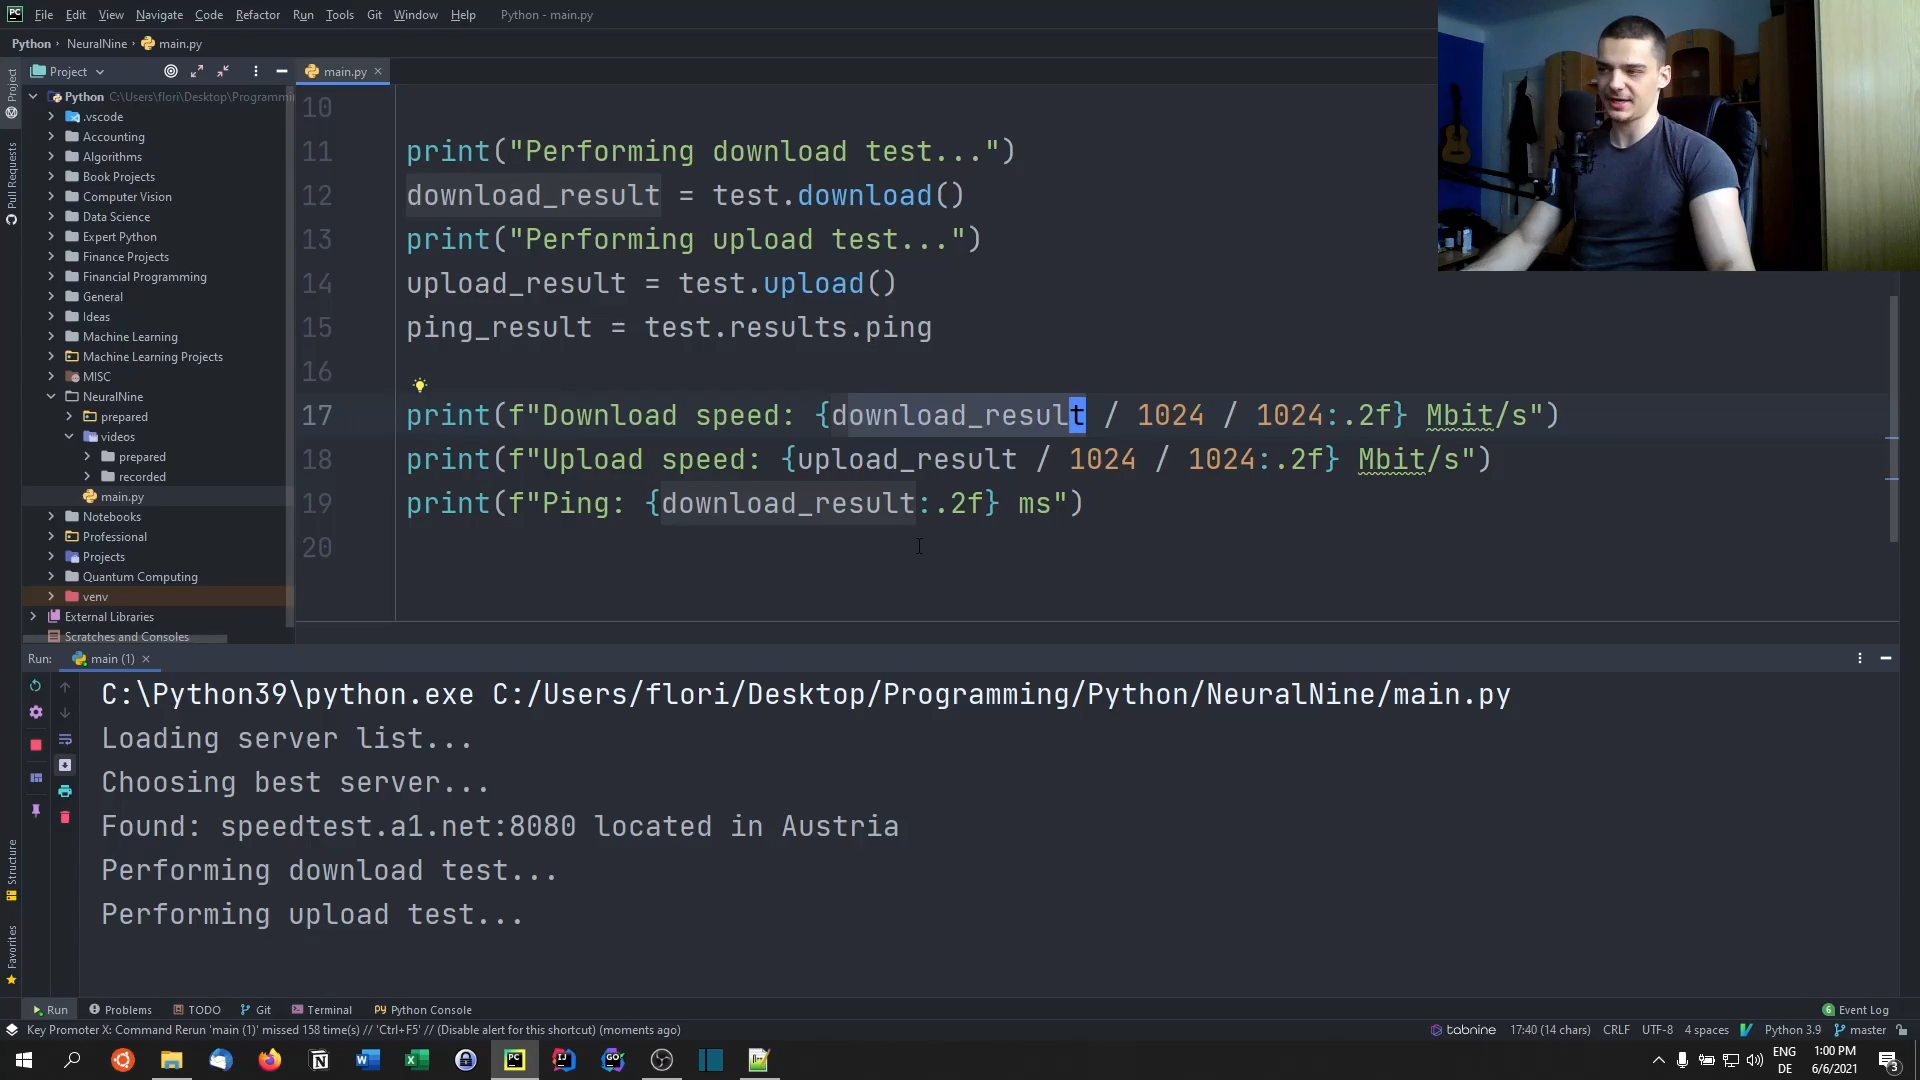 PC File Edit View Navigate Code Refactor Run Tools Git Window Help Python - main.py
Python › NeuralNine › main.py
Project
main.py
Project
Pull Requests
Structure
Favorites
Python C:\Users\flori\Desktop\Programmin
.vscode
Accounting
Algorithms
Book Projects
Computer Vision
Data Science
Expert Python
Finance Projects
Financial Programming
General
Ideas
Machine Learning
Machine Learning Projects
MISC
NeuralNine
prepared
videos
prepared
recorded
main.py
Notebooks
Professional
Projects
Quantum Computing
venv
External Libraries
Scratches and Consoles
10
11 print("Performing download test...")
12 download_result = test.download()
13 print("Performing upload test...")
14 upload_result = test.upload()
15 ping_result = test.results.ping
16
17 print(f"Download speed: {download_result / 1024 / 1024:.2f} Mbit/s")
18 print(f"Upload speed: {upload_result / 1024 / 1024:.2f} Mbit/s")
19 print(f"Ping: {download_result:.2f} ms")
20
Run: main (1)
C:\Python39\python.exe C:/Users/flori/Desktop/Programming/Python/NeuralNine/main.py
Loading server list...
Choosing best server...
Found: speedtest.a1.net:8080 located in Austria
Performing download test...
Performing upload test...
Run Problems TODO Git Terminal Python Console 6 Event Log
Key Promoter X: Command Rerun 'main (1)' missed 158 time(s) // 'Ctrl+F5' // (Disable alert for this shortcut) (moments ago) tabnine 17:40 (14 chars) CRLF UTF-8 4 spaces Python 3.9 master
ENG 1:00 PM
DE 6/6/2021 3